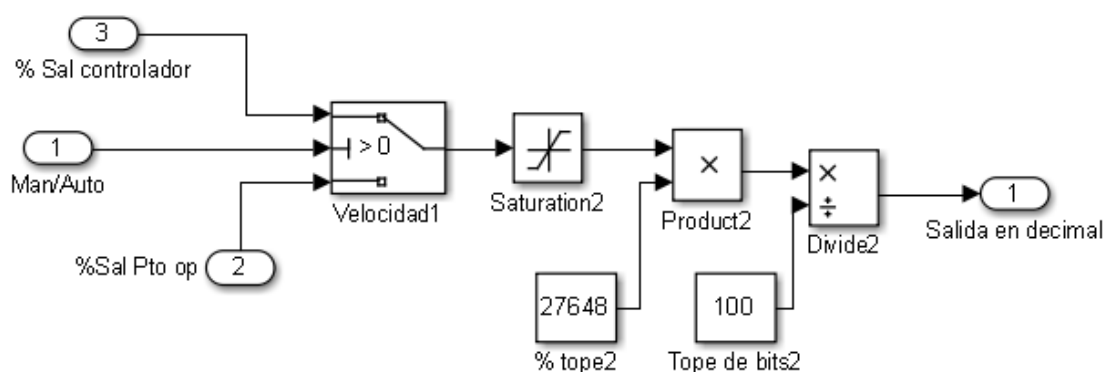 3
% Sal controlador
1
Man/Auto
%Sal Pto op
2
> 0
Velocidad1
Saturation2
×
Product2
×
÷
Divide2
1
Salida en decimal
27648
% tope2
100
Tope de bits2